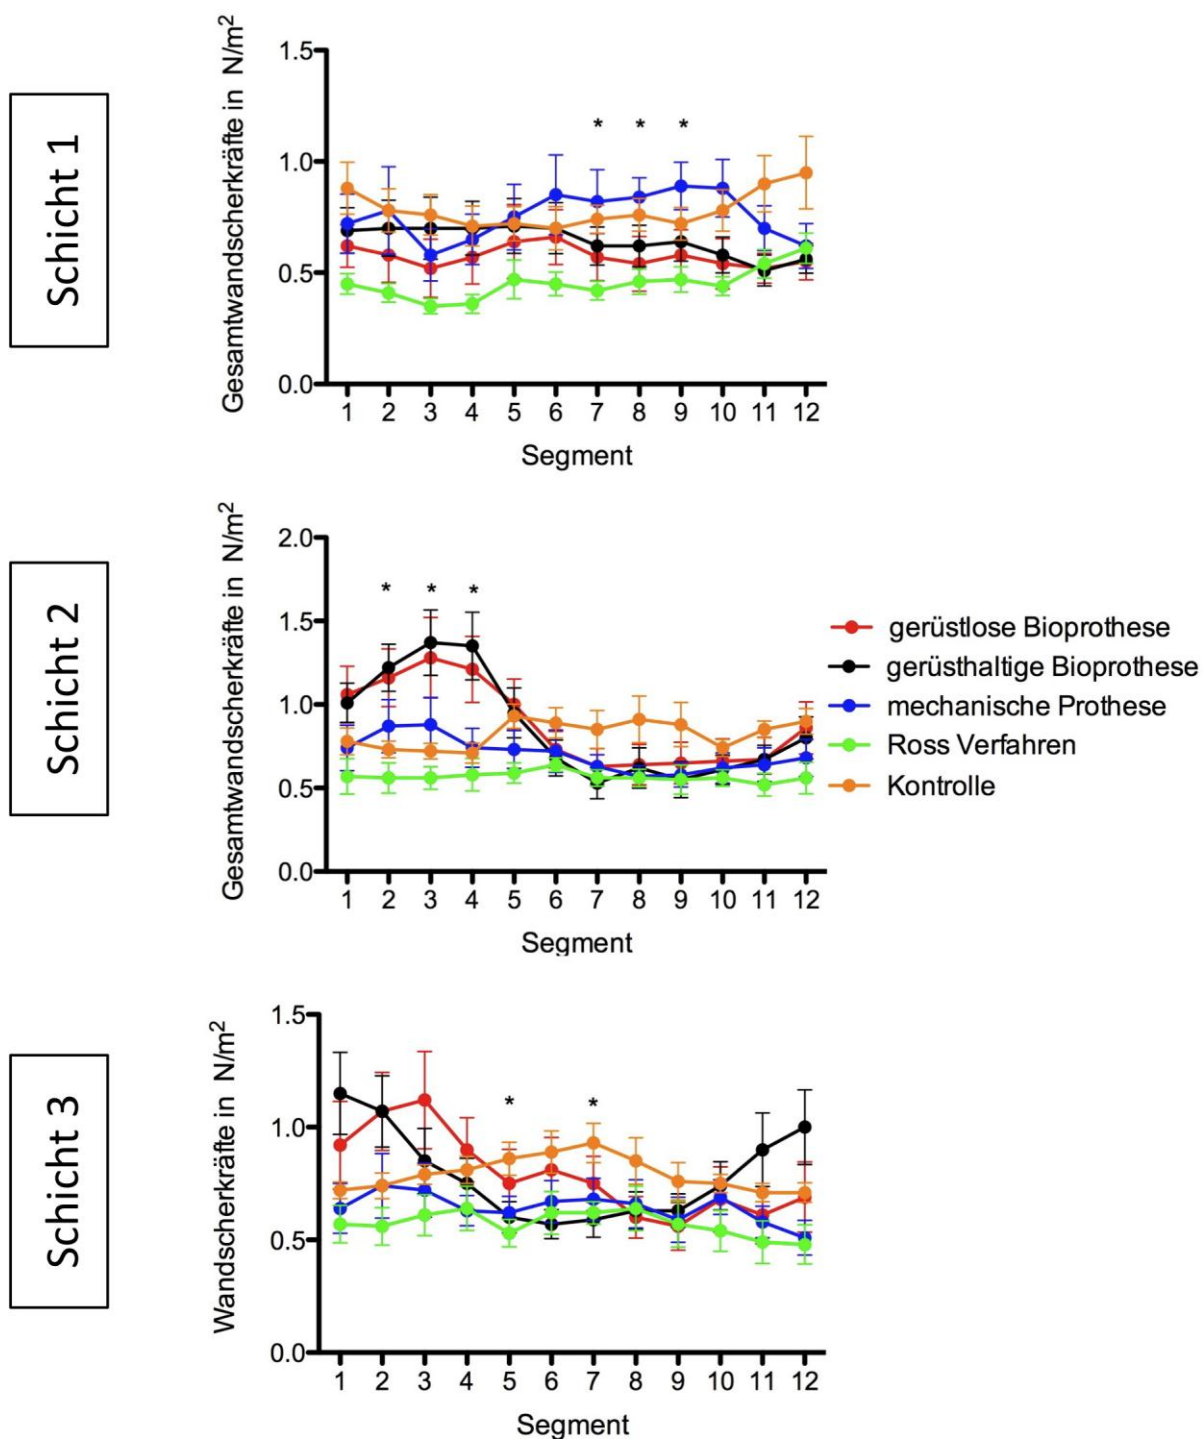 Schicht 1
Gesamtwandscherkräfte in N/m²
1.5
1.0
0.5
0.0
* * *
1 2 3 4 5 6 7 8 9 10 11 12
Segment
Schicht 2
Gesamtwandscherkräfte in N/m²
2.0
1.5
1.0
0.5
0.0
* * *
1 2 3 4 5 6 7 8 9 10 11 12
Segment
gerüstlose Bioprothese
gerüsthaltige Bioprothese
mechanische Prothese
Ross Verfahren
Kontrolle
Schicht 3
Wandscherkräfte in N/m²
1.5
1.0
0.5
0.0
* *
1 2 3 4 5 6 7 8 9 10 11 12
Segment